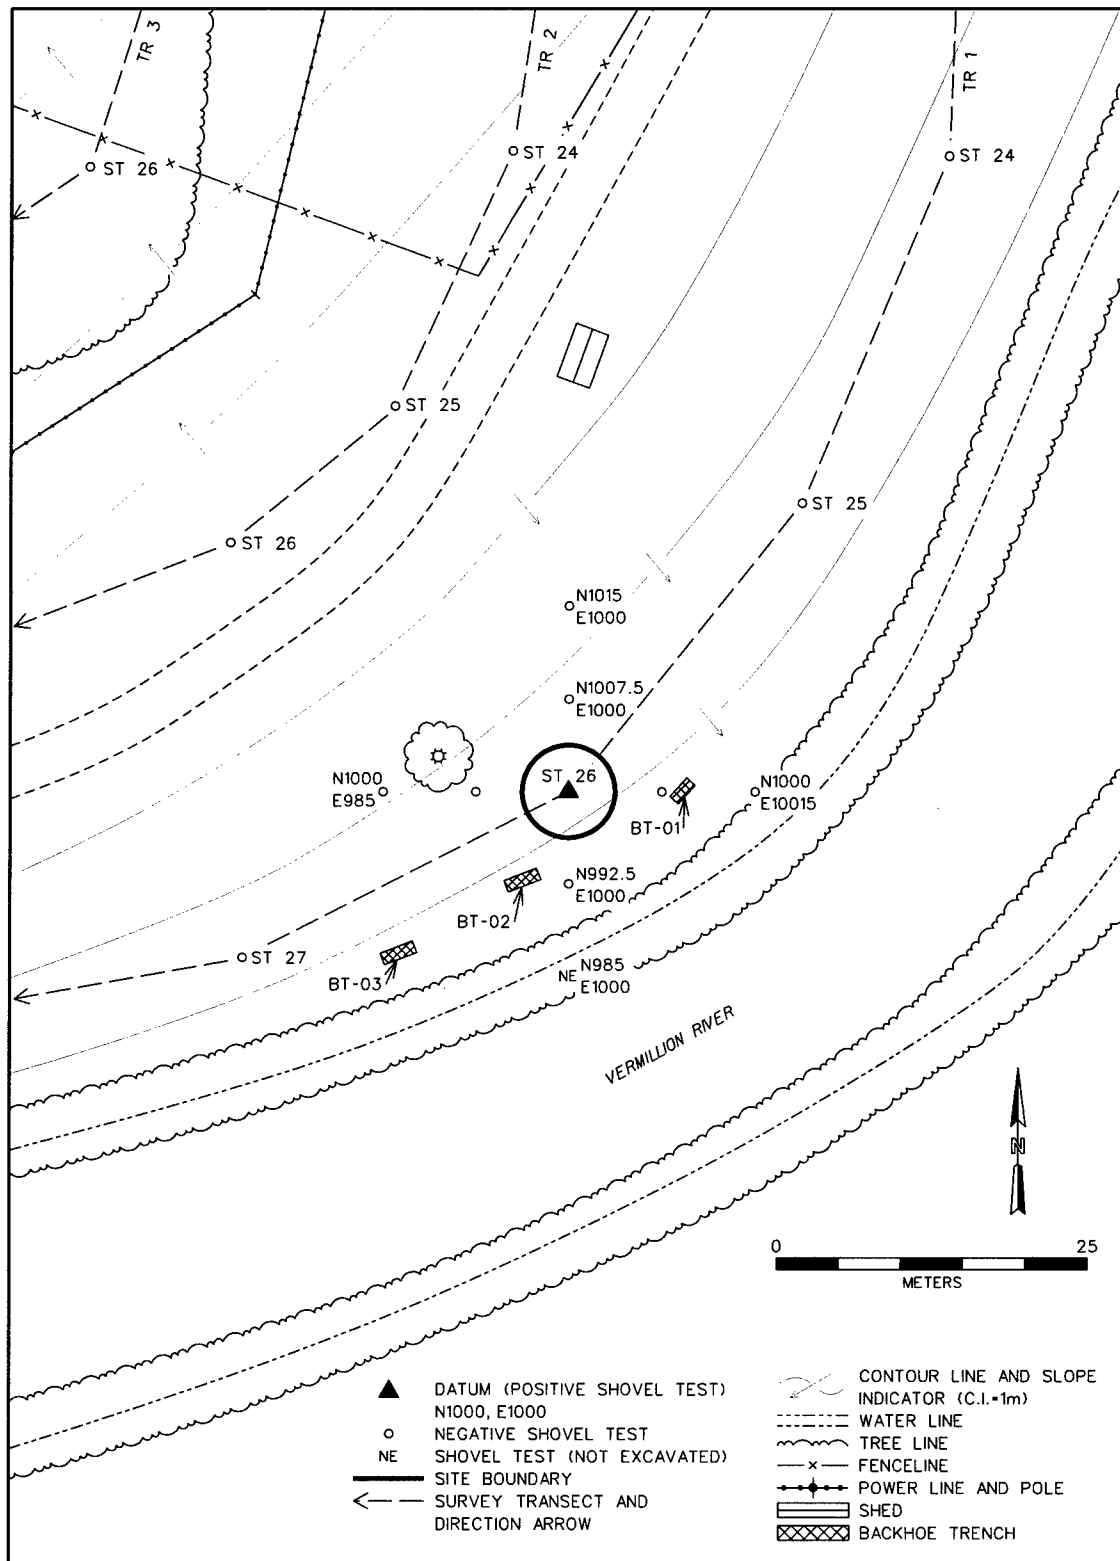 TR 3
TR 2
TR 1
ST 26
ST 24
ST 24
ST 25
ST 25
ST 26
N1015
E1000
N1007.5
E1000
ST 26
N1000
E985
N1000
E10015
BT-01
N992.5
E1000
BT-02
ST 27
BT-03
NE
N985
E1000
VERMILLION RIVER
N
0 25
METERS
DATUM (POSITIVE SHOVEL TEST)
N1000, E1000
NEGATIVE SHOVEL TEST
NE SHOVEL TEST (NOT EXCAVATED)
SITE BOUNDARY
SURVEY TRANSECT AND
DIRECTION ARROW
CONTOUR LINE AND SLOPE
INDICATOR (C.I.=1m)
WATER LINE
TREE LINE
FENCELINE
POWER LINE AND POLE
SHED
BACKHOE TRENCH